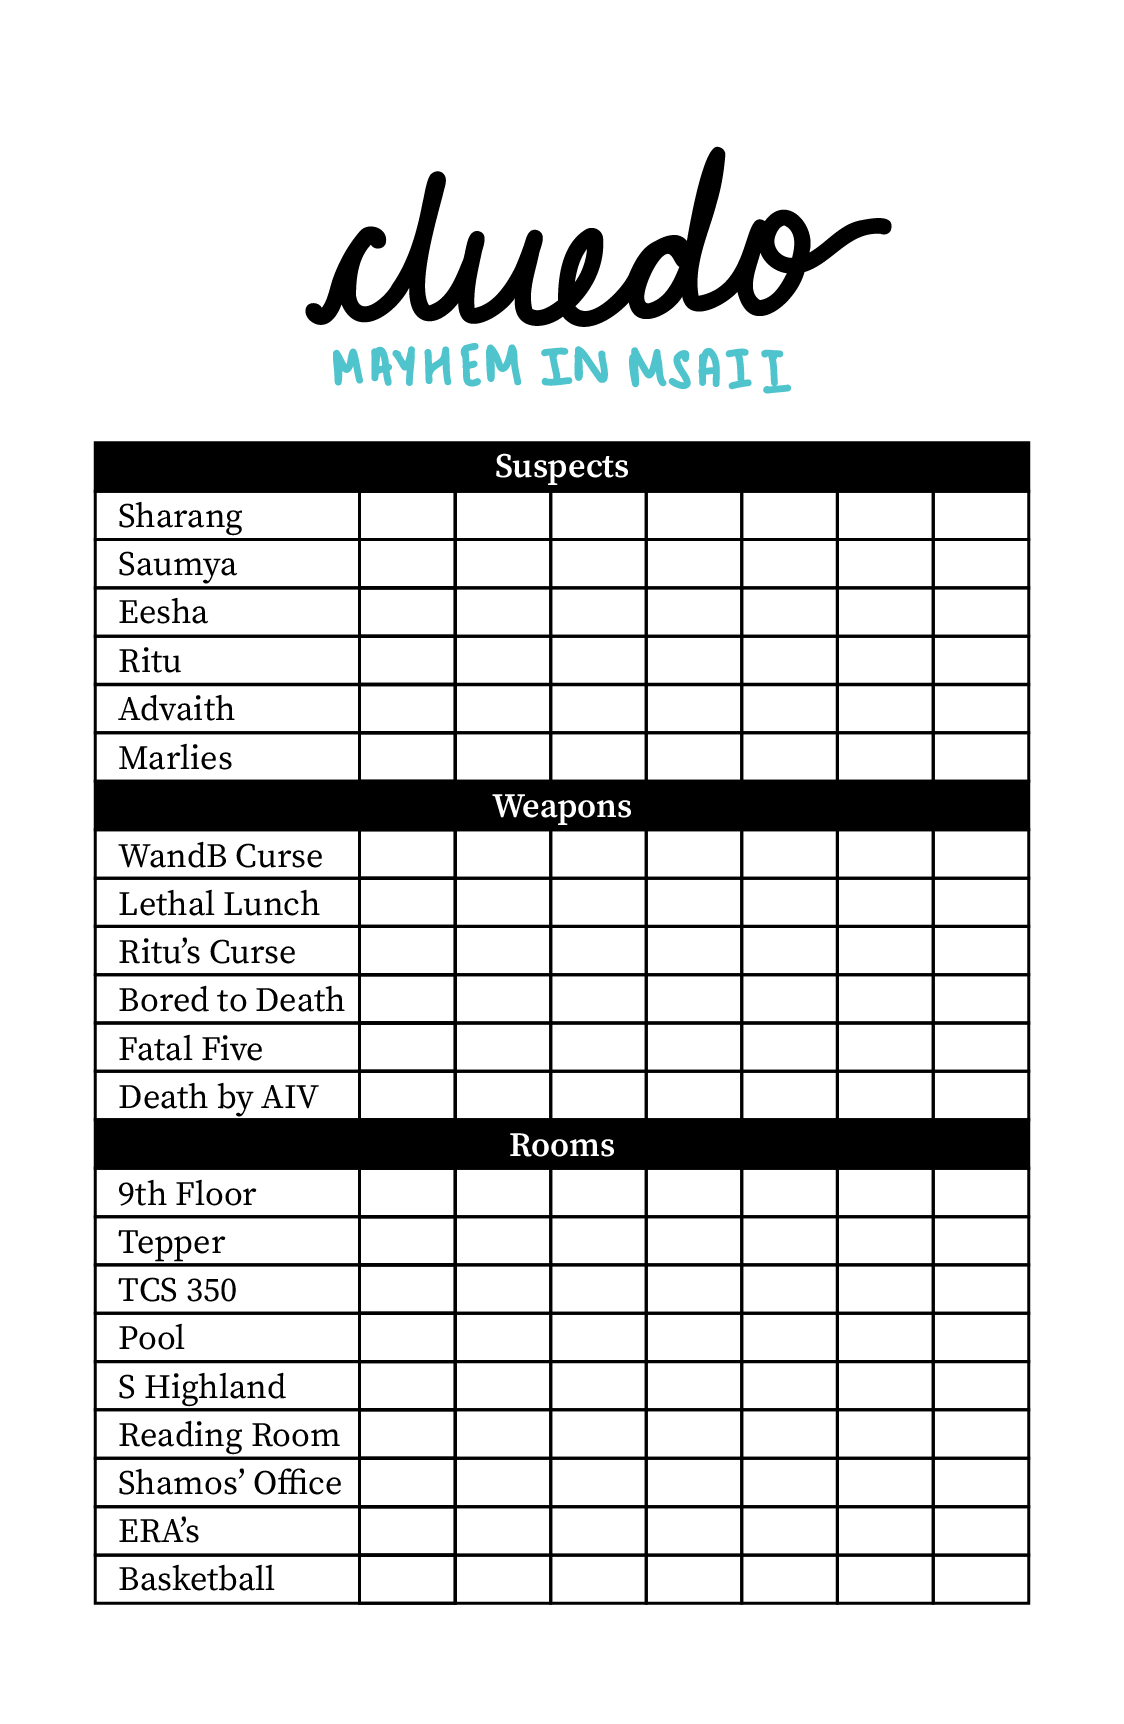 cluedo
MAYHEM IN MSAII
Suspects
Sharang
Saumya
Eesha
Ritu
Advaith
Marlies
Weapons
WandB Curse
Lethal Lunch
Ritu’s Curse
Bored to Death
Fatal Five
Death by AIV
Rooms
9th Floor
Tepper
TCS 350
Pool
S Highland
Reading Room
Shamos’ Office
ERA’s
Basketball